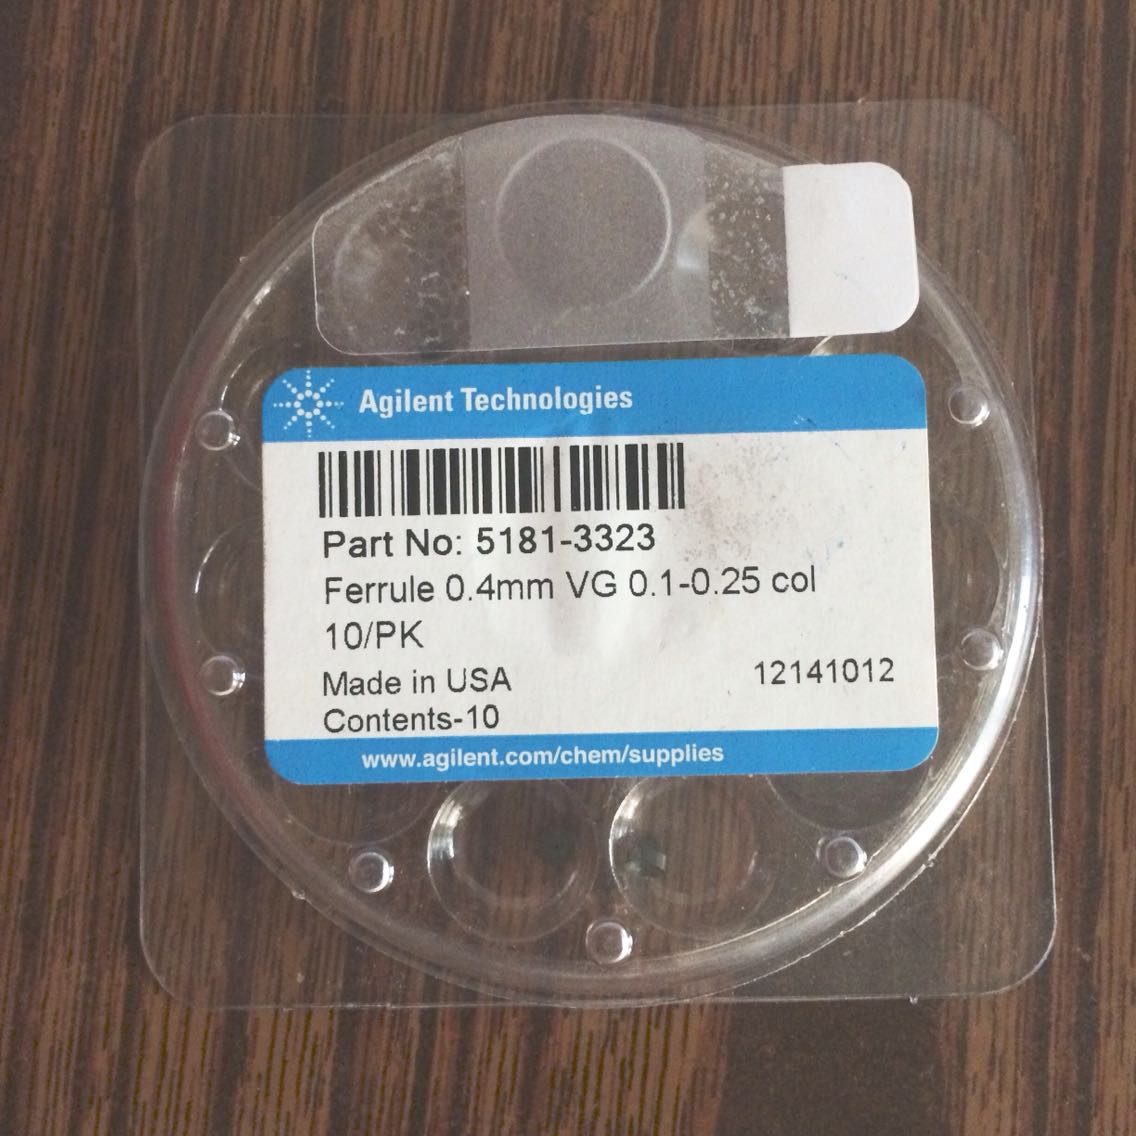 Agilent Technologies
Part No: 5181-3323
Ferrule 0.4mm VG 0.1-0.25 col
10/PK
Made in USA 12141012
Contents-10
www.agilent.com/chem/supplies